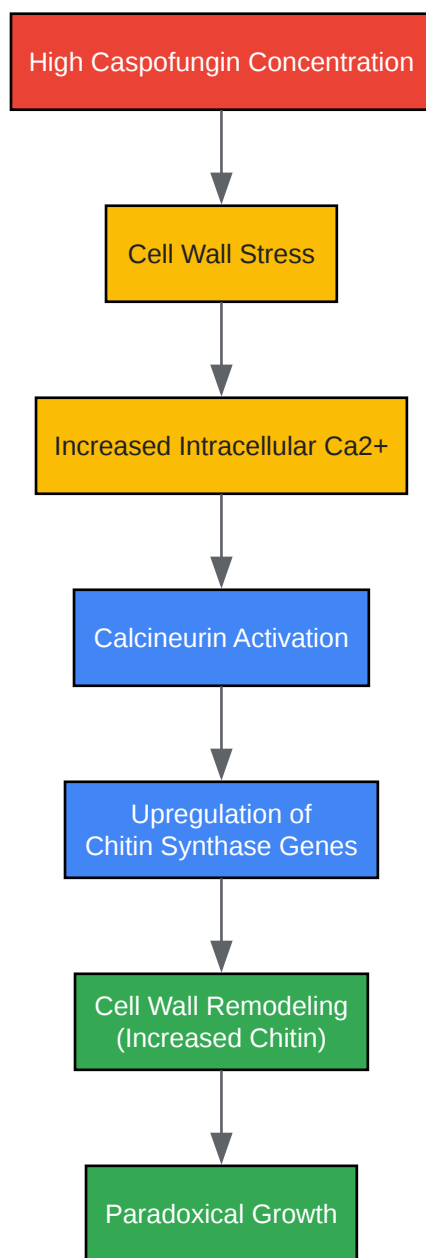 High Caspofungin Concentration
Cell Wall Stress
Increased Intracellular Ca2+
Calcineurin Activation
Upregulation of
Chitin Synthase Genes
Cell Wall Remodeling
(Increased Chitin)
Paradoxical Growth